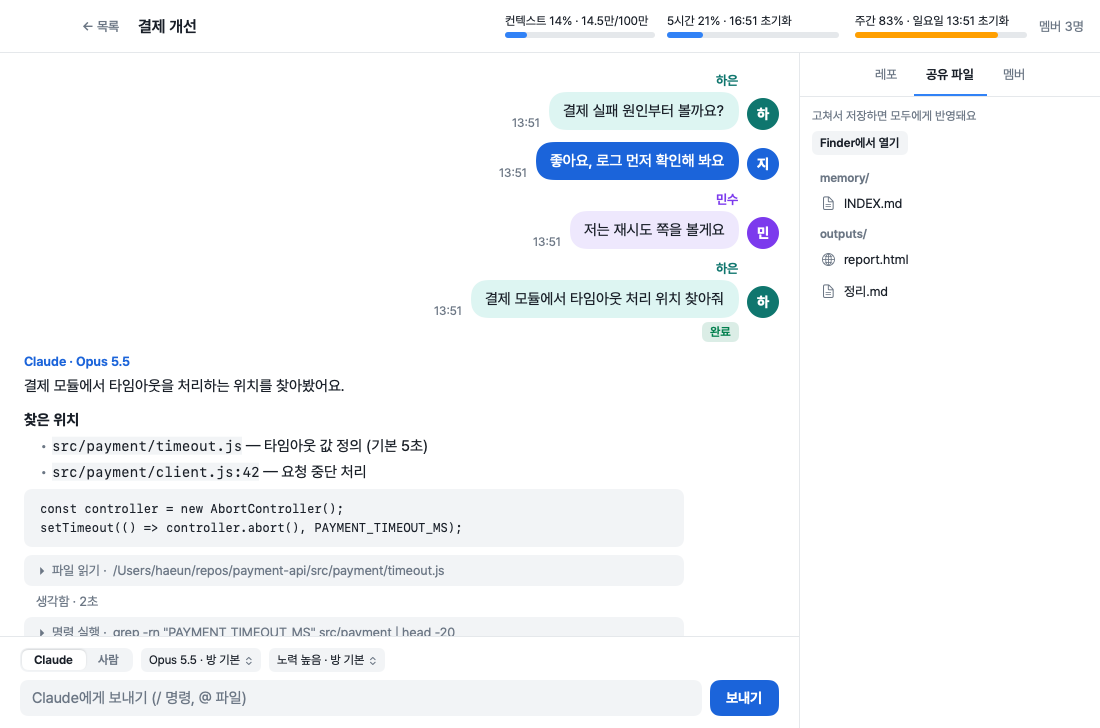 ← 목록
결제 개선
컨텍스트 14% · 14.5만/100만
5시간 21% · 16:51 초기화
주간 83% · 일요일 13:51 초기화
멤버 3명
하은
결제 실패 원인부터 볼까요?
하
13:51
좋아요, 로그 먼저 확인해 봐요
지
13:51
민수
저는 재시도 쪽을 볼게요
민
13:51
하은
결제 모듈에서 타임아웃 처리 위치 찾아줘
하
13:51
완료
Claude · Opus 5.5
결제 모듈에서 타임아웃을 처리하는 위치를 찾아봤어요.
찾은 위치
• src/payment/timeout.js — 타임아웃 값 정의 (기본 5초)
• src/payment/client.js:42 — 요청 중단 처리
const controller = new AbortController();
setTimeout(() => controller.abort(), PAYMENT_TIMEOUT_MS);
파일 읽기 · /Users/haeun/repos/payment-api/src/payment/timeout.js
생각함 · 2초
명령 실행 · grep -rn "PAYMENT_TIMEOUT_MS" src/payment | head -20
Claude
사람
Opus 5.5 · 방 기본
노력 높음 · 방 기본
Claude에게 보내기 (/ 명령, @ 파일)
보내기
레포
공유 파일
멤버
고쳐서 저장하면 모두에게 반영돼요
Finder에서 열기
memory/
INDEX.md
outputs/
report.html
정리.md